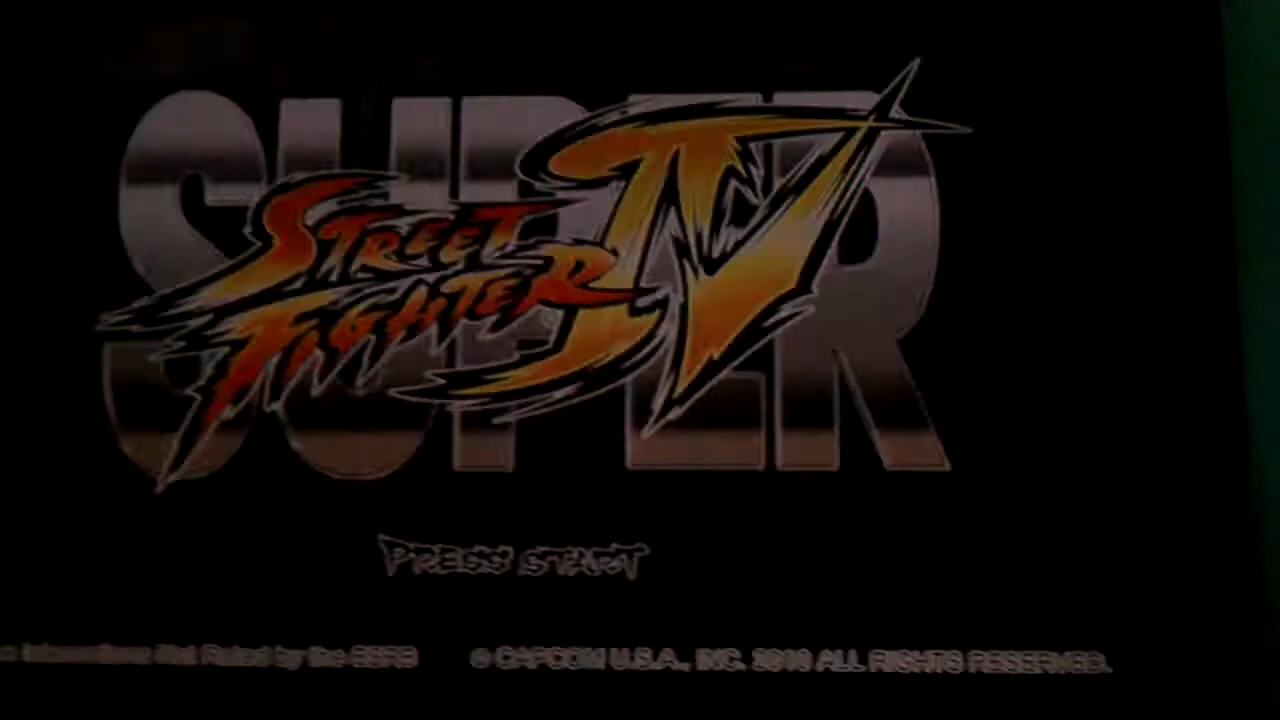 SUPER
STREET
FIGHTER IV
PRESS START
Interactions Not Rated by the ESRB © CAPCOM U.S.A., INC. 2010 ALL RIGHTS RESERVED.